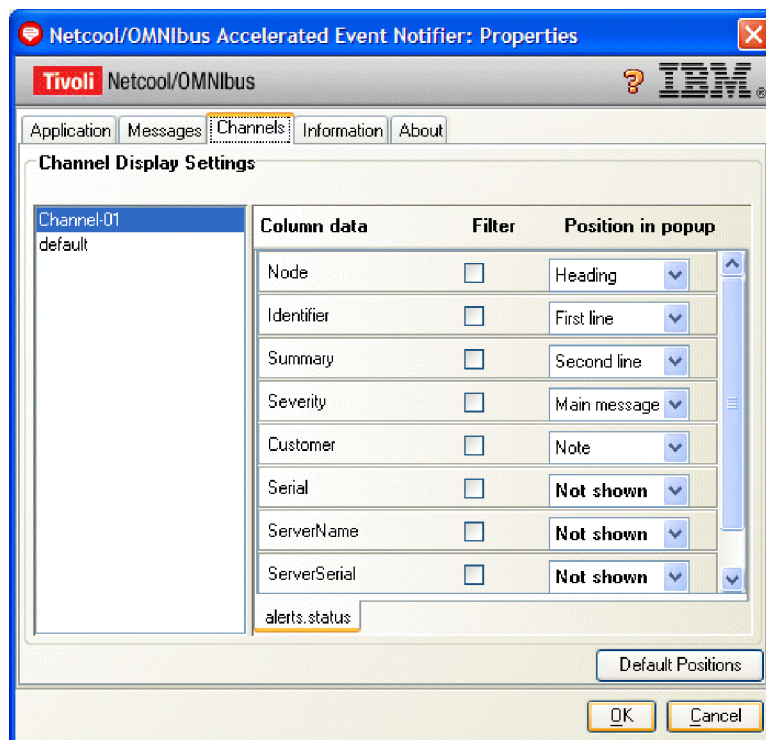 Netcool/OMNIbus Accelerated Event Notifier: Properties
Tivoli Netcool/OMNIbus ? IBM®
Application Messages Channels Information About
Channel Display Settings
Channel-01
default
Column data Filter Position in popup
Node Heading
Identifier First line
Summary Second line
Severity Main message
Customer Note
Serial Not shown
ServerName Not shown
ServerSerial Not shown
alerts.status
Default Positions
OK Cancel